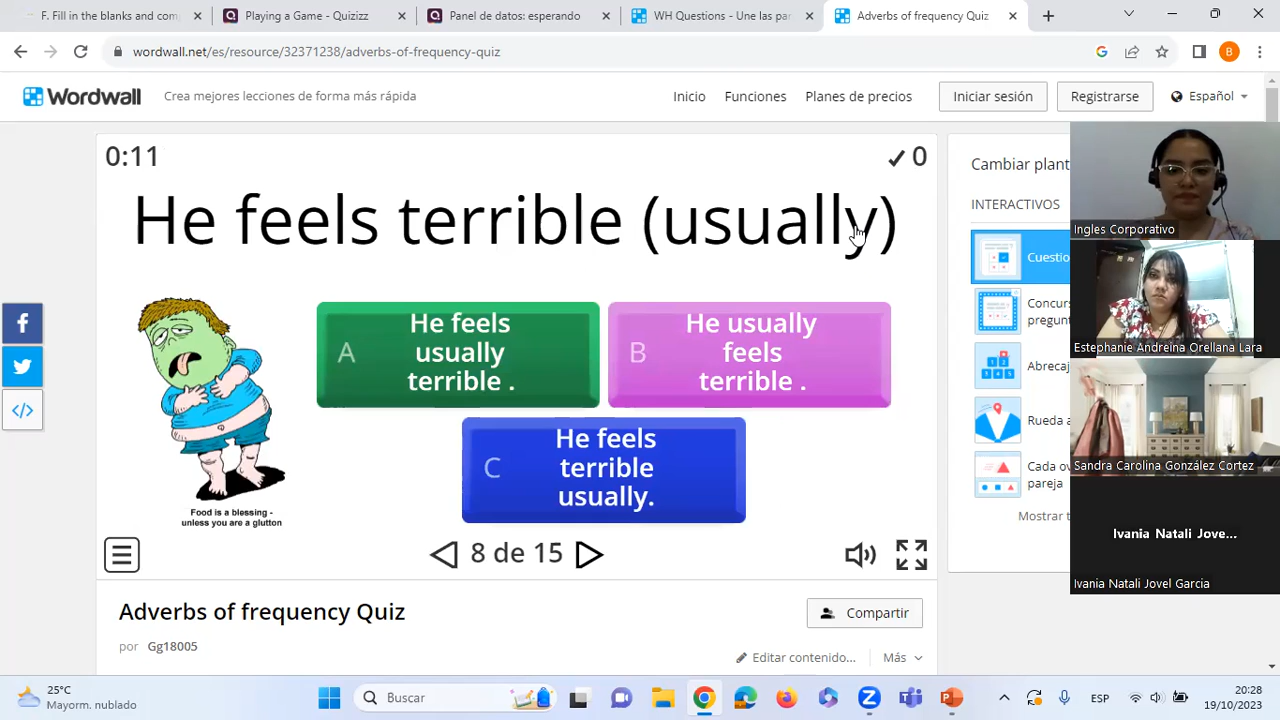 F. Fill in the blanks and com
Playing a Game - Quizizz
Panel de datos: esperando
WH Questions - Une las par
Adverbs of frequency Quiz
wordwall.net/es/resource/32371238/adverbs-of-frequency-quiz
B
Wordwall
Crea mejores lecciones de forma más rápida
Inicio
Funciones
Planes de precios
Iniciar sesión
Registrarse
Español
0:11
0
He feels terrible (usually)
Cambiar plant
INTERACTIVOS
Cuestio
Concurs
pregunt
Abrecaj
Rueda a
Cada ov
pareja
Mostrar t
A
He feels
usually
terrible .
B
He usually
feels
terrible .
C
He feels
terrible
usually.
Food is a blessing -
unless you are a glutton
8 de 15
Adverbs of frequency Quiz
por Gg18005
Compartir
Editar contenido...
Más
Ingles Corporativo
Estephanie Andreina Orellana Lara
Sandra Carolina González Cortez
Ivania Natali Jove...
Ivania Natali Jovel Garcia
25°C
Mayorm. nublado
Buscar
ESP
20:28
19/10/2023